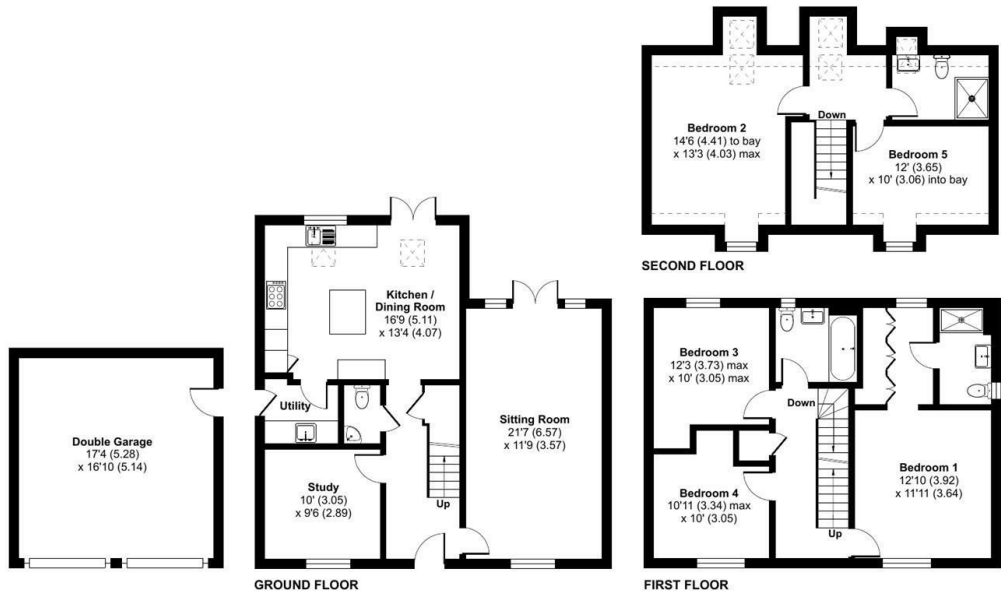 Double Garage
17'4 (5.28)
x 16'10 (5.14)
Kitchen /
Dining Room
16'9 (5.11)
x 13'4 (4.07)
Utility
Study
10' (3.05)
x 9'6 (2.89)
Up
Sitting Room
21'7 (6.57)
x 11'9 (3.57)
GROUND FLOOR
Bedroom 2
14'6 (4.41) to bay
x 13'3 (4.03) max
Down
Bedroom 5
12' (3.65)
x 10' (3.06) into bay
SECOND FLOOR
Bedroom 3
12'3 (3.73) max
x 10' (3.05) max
Down
Bedroom 4
10'11 (3.34) max
x 10' (3.05)
Up
Bedroom 1
12'10 (3.92)
x 11'11 (3.64)
FIRST FLOOR